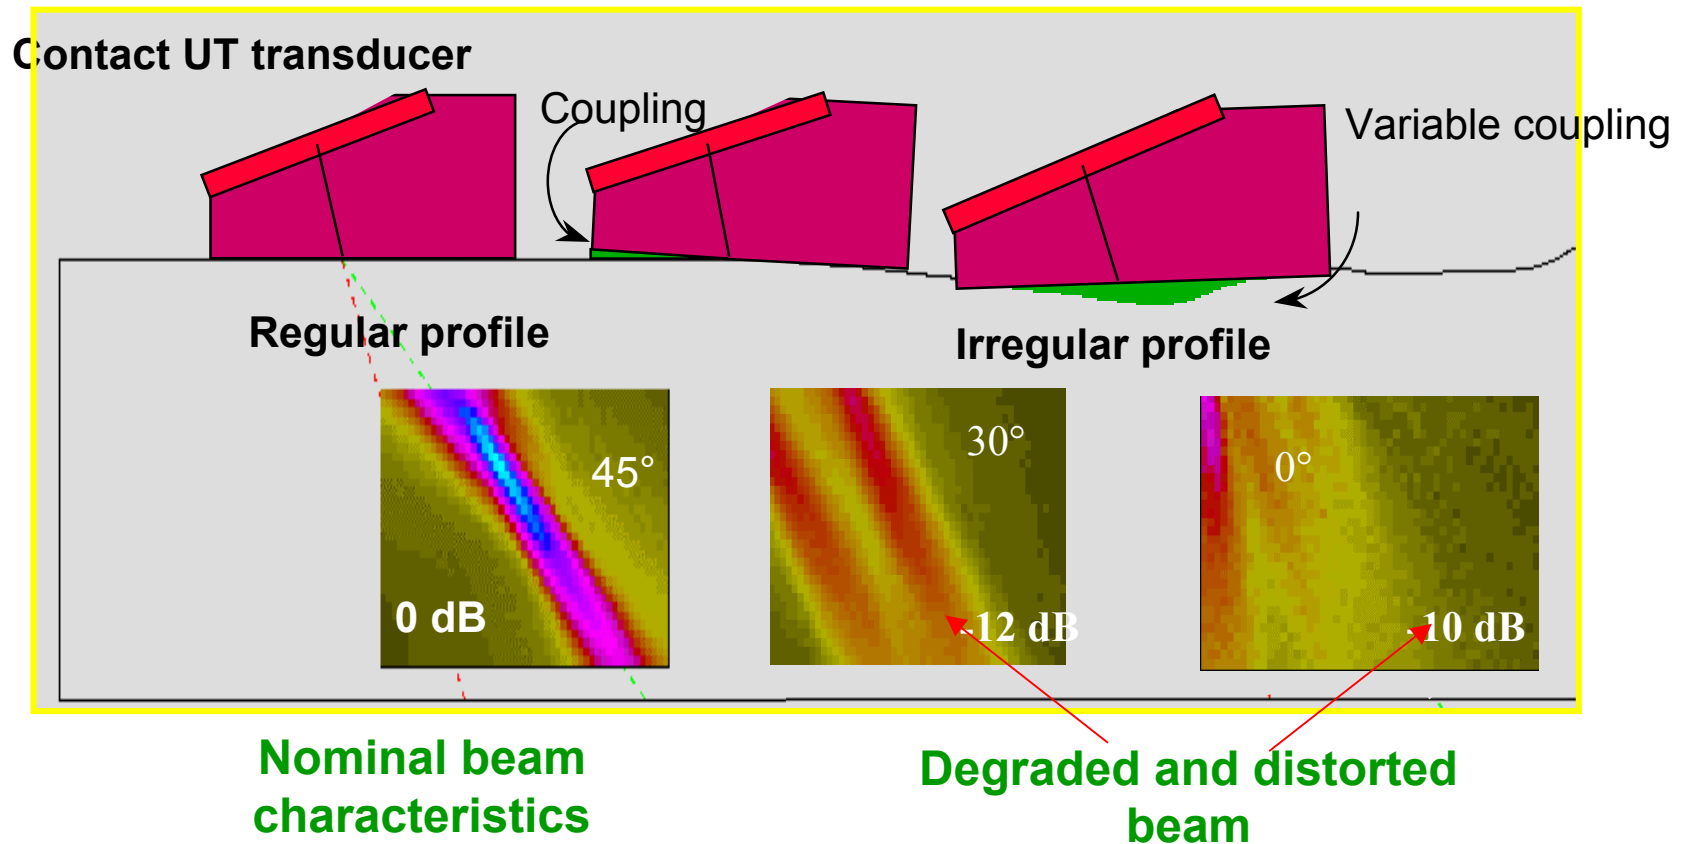 Contact UT transducer
Coupling
Variable coupling
Regular profile
Irregular profile
45°
0 dB
30°
-12 dB
0°
-10 dB
Nominal beam
characteristics
Degraded and distorted
beam